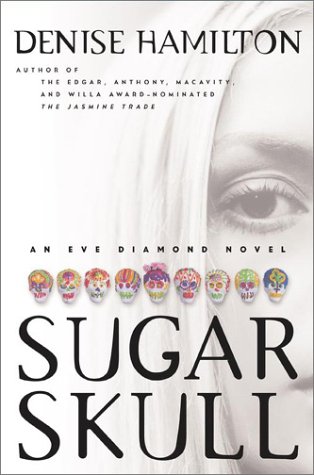 DENISE HAMILTON
AUTHOR OF
THE EDGAR, ANTHONY, MACAVITY,
AND WILLA AWARD-NOMINATED
THE JASMINE TRADE
AN EVE DIAMOND NOVEL
SUGAR
SKULL